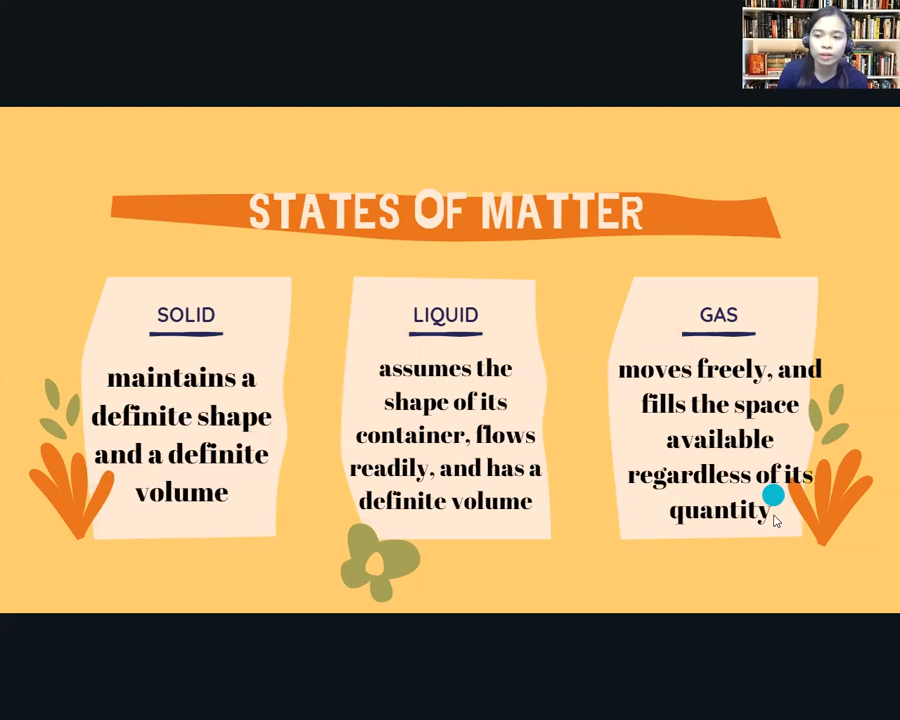 STATES OF MATTER
SOLID
maintains a
definite shape
and a definite
volume
LIQUID
assumes the
shape of its
container, flows
readily, and has a
definite volume
GAS
moves freely, and
fills the space
available
regardless of its
quantity